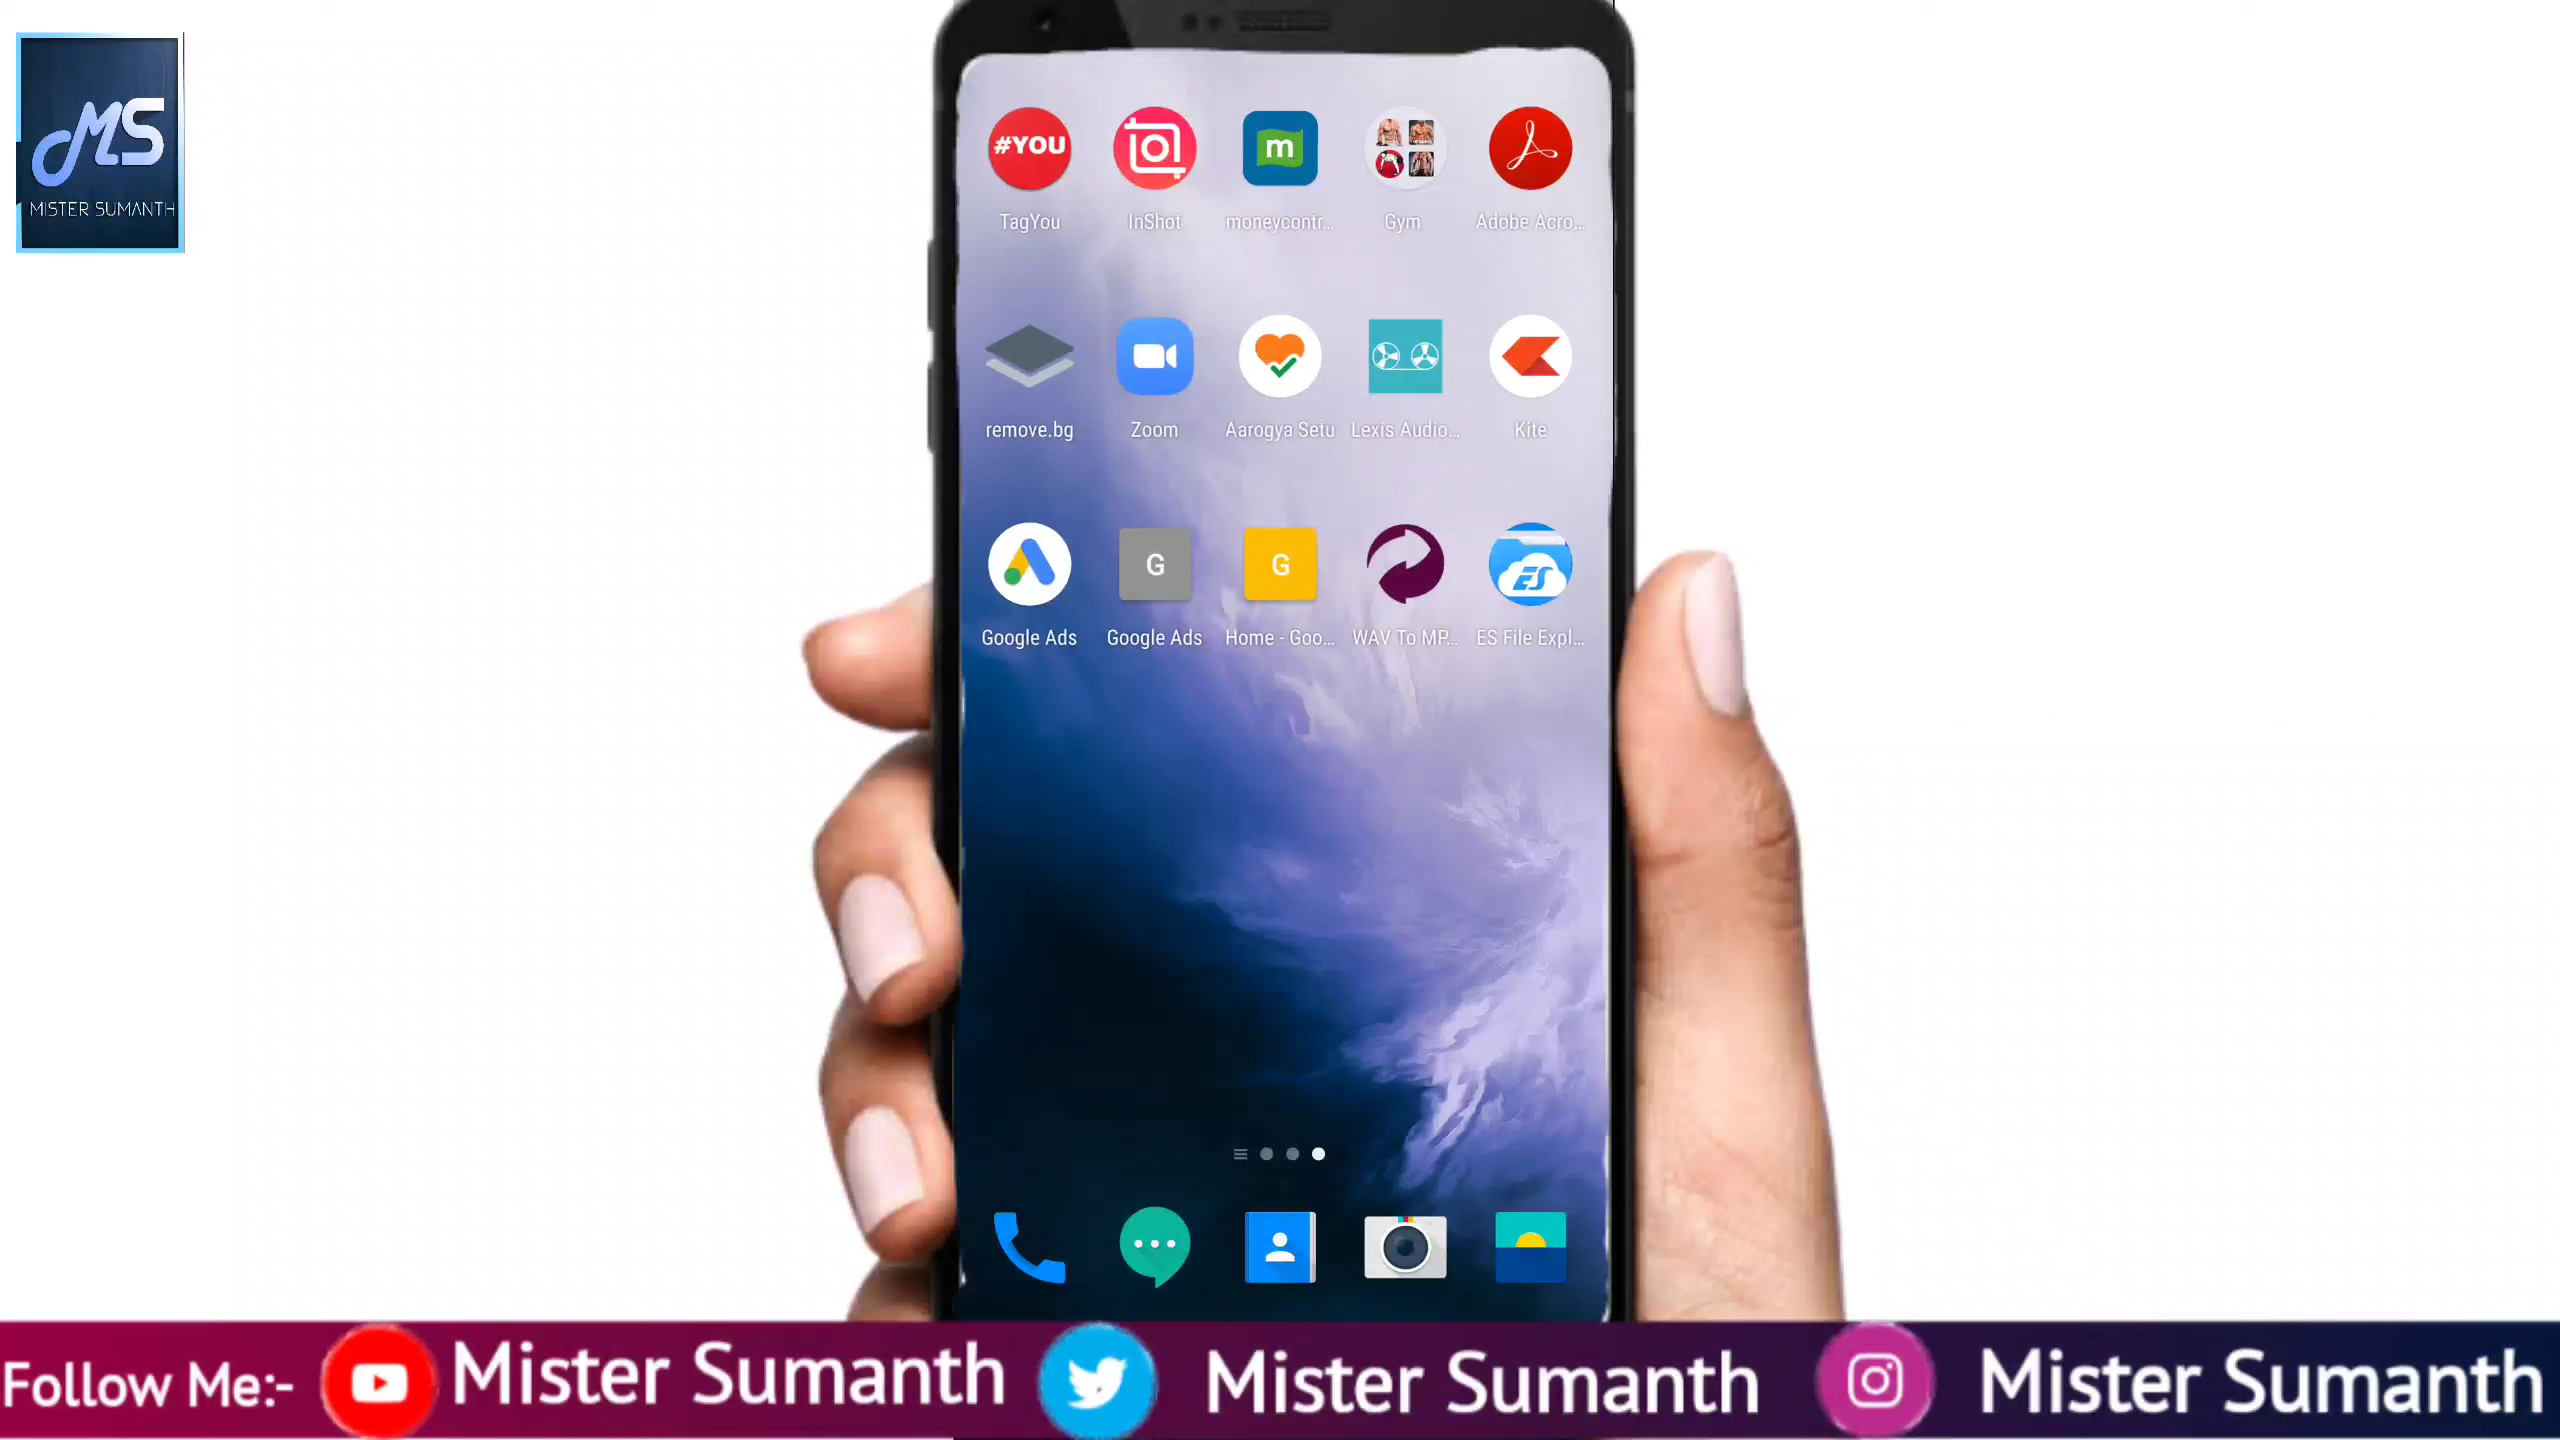 MS
MISTER SUMANTH
#YOU
m
TagYou
InShot
moneycontr...
Gym
Adobe Acro...
remove.bg
Zoom
Aarogya Setu
Lexis Audio...
Kite
G
G
ES
Google Ads
Google Ads
Home - Goo...
WAV To MP...
ES File Expl...
Follow Me:-
Mister Sumanth
Mister Sumanth
Mister Sumanth